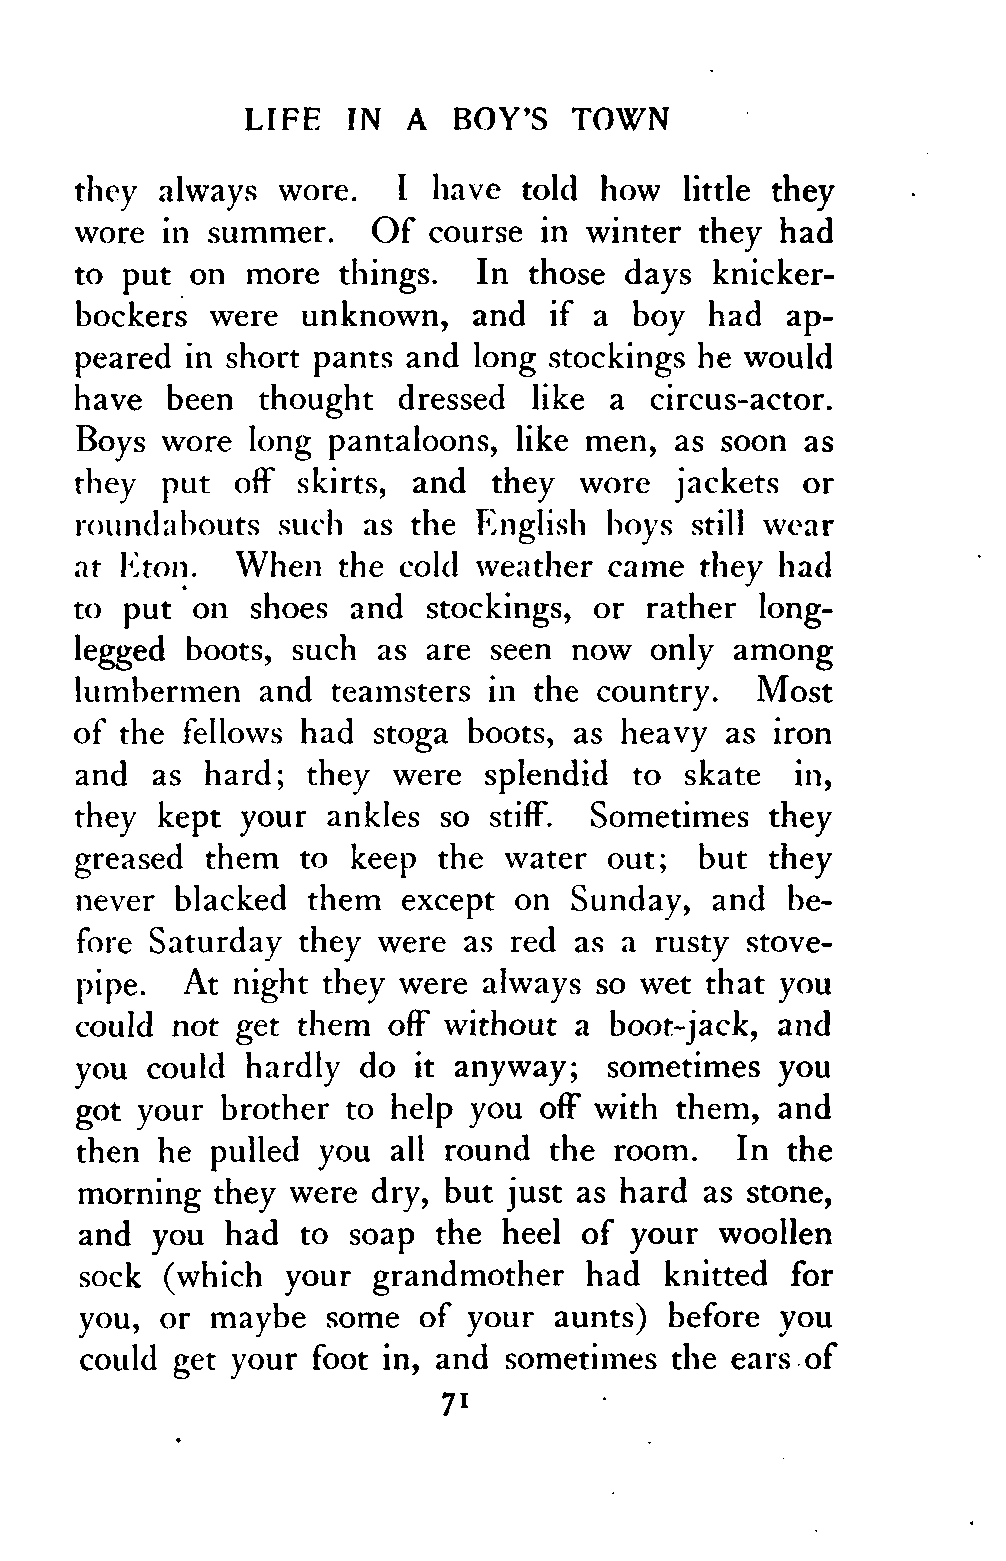 LIFE IN A BOY'S TOWN
they always wore. I have told how little they
wore in summer. Of course in winter they had
to put on more things. In those days knicker-
bockers were unknown, and if a boy had ap-
peared in short pants and long stockings he would
have been thought dressed like a circus-actor.
Boys wore long pantaloons, like men, as soon as
they put off skirts, and they wore jackets or
roundabouts such as the English boys still wear
at Eton. When the cold weather came they had
to put on shoes and stockings, or rather long-
legged boots, such as are seen now only among
lumbermen and teamsters in the country. Most
of the fellows had stoga boots, as heavy as iron
and as hard; they were splendid to skate in,
they kept your ankles so stiff. Sometimes they
greased them to keep the water out; but they
never blacked them except on Sunday, and be-
fore Saturday they were as red as a rusty stove-
pipe. At night they were always so wet that you
could not get them off without a boot-jack, and
you could hardly do it anyway; sometimes you
got your brother to help you off with them, and
then he pulled you all round the room. In the
morning they were dry, but just as hard as stone,
and you had to soap the heel of your woollen
sock (which your grandmother had knitted for
you, or maybe some of your aunts) before you
could get your foot in, and sometimes the ears of
71